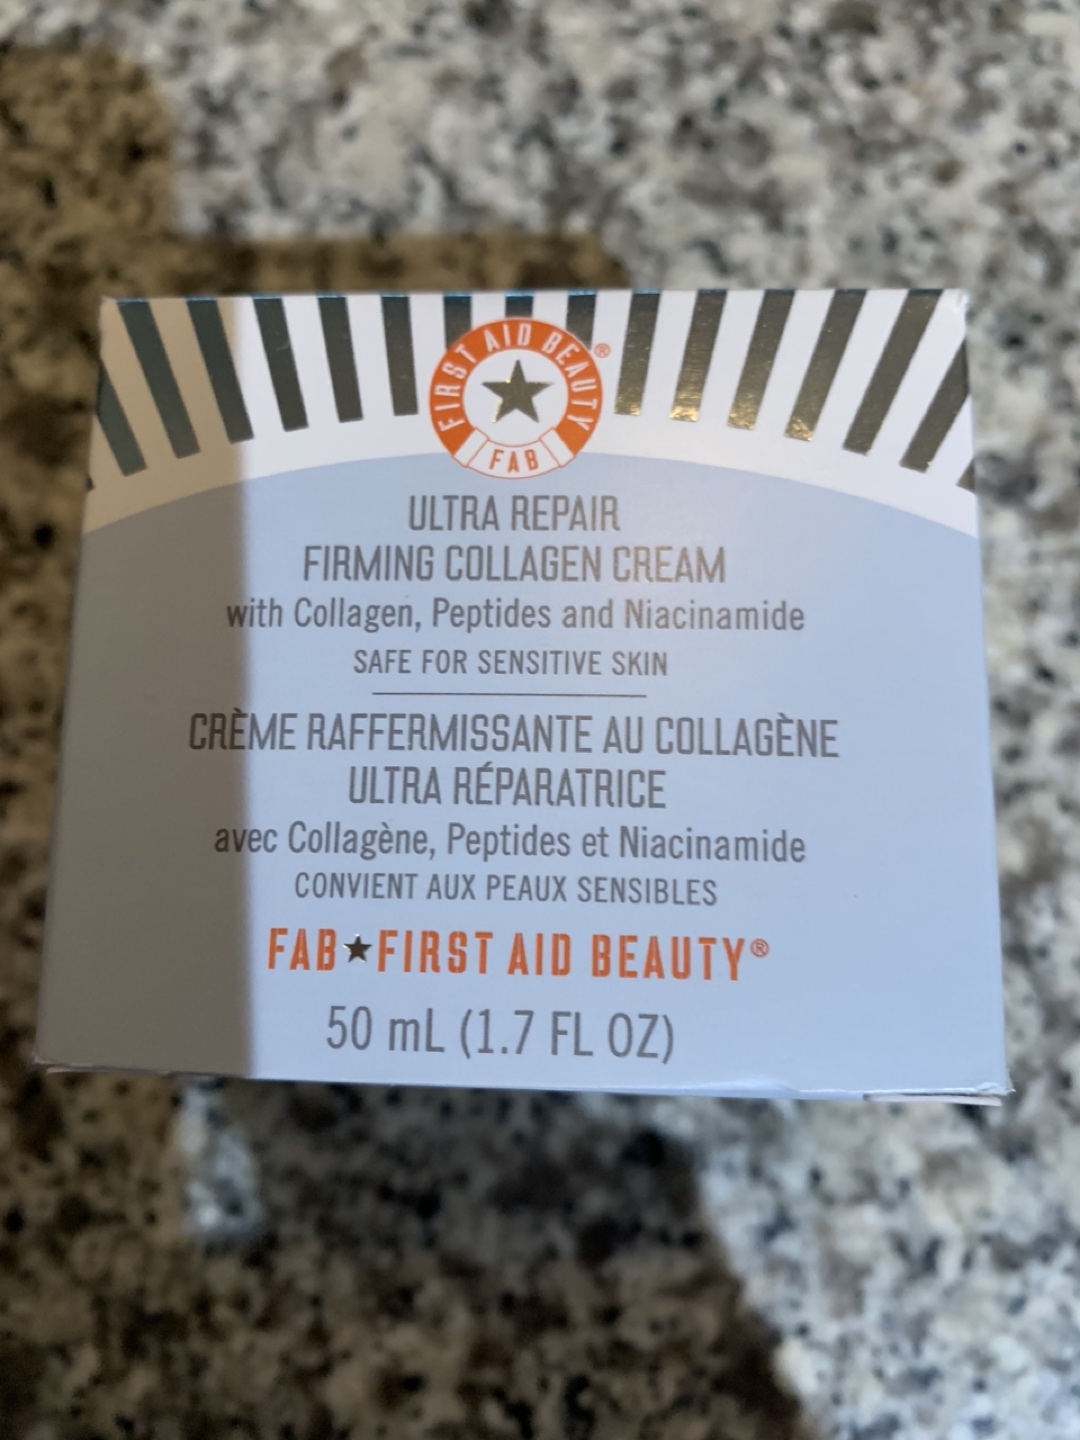 FIRST AID BEAUTY®
FAB
ULTRA REPAIR
FIRMING COLLAGEN CREAM
with Collagen, Peptides and Niacinamide
SAFE FOR SENSITIVE SKIN
CRÈME RAFFERMISSANTE AU COLLAGÈNE
ULTRA RÉPARATRICE
avec Collagène, Peptides et Niacinamide
CONVIENT AUX PEAUX SENSIBLES
FAB★FIRST AID BEAUTY®
50 mL (1.7 FL OZ)